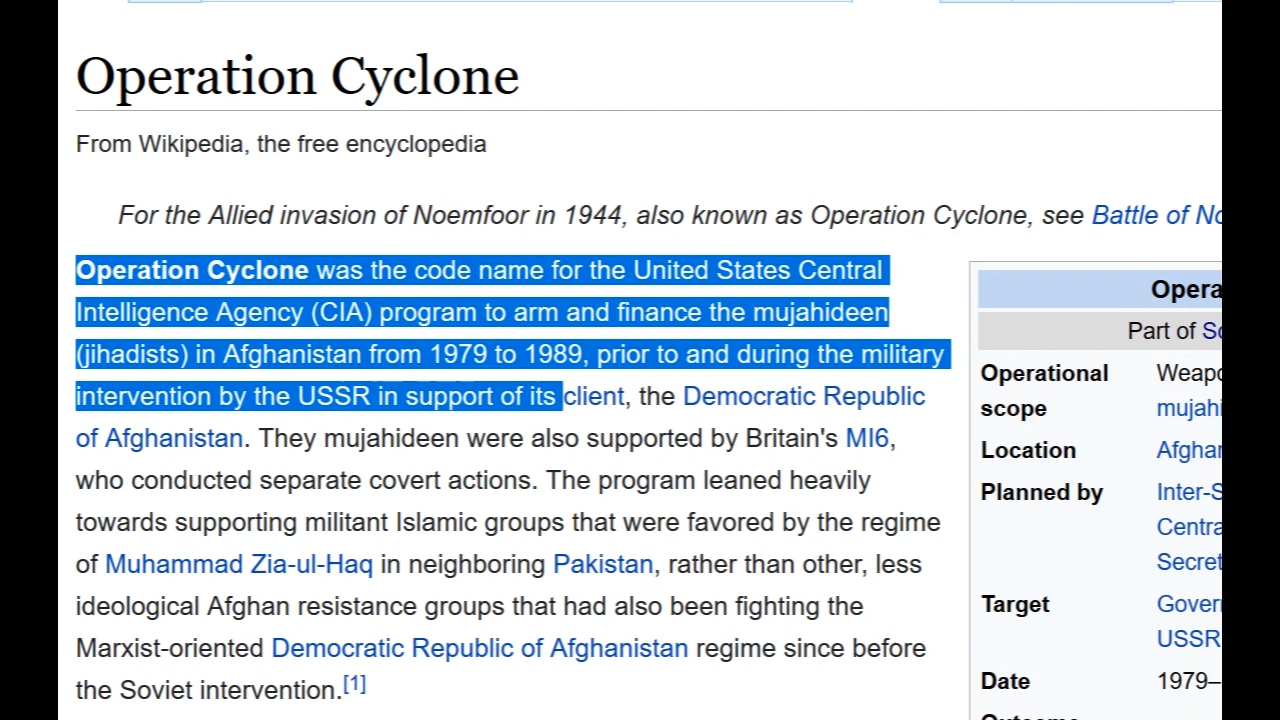 Operation Cyclone
From Wikipedia, the free encyclopedia
For the Allied invasion of Noemfoor in 1944, also known as Operation Cyclone, see Battle of
Operation Cyclone was the code name for the United States Central
Intelligence Agency (CIA) program to arm and finance the mujahideen
(jihadists) in Afghanistan from 1979 to 1989, prior to and during the military
intervention by the USSR in support of its client, the Democratic Republic
of Afghanistan. They mujahideen were also supported by Britain's MI6,
who conducted separate covert actions. The program leaned heavily
towards supporting militant Islamic groups that were favored by the regime
of Muhammad Zia-ul-Haq in neighboring Pakistan, rather than other, less
ideological Afghan resistance groups that had also been fighting the
Marxist-oriented Democratic Republic of Afghanistan regime since before
the Soviet intervention.[1]
Opera
Part of
Operational Weapo
scope mujahi
Location Afghan
Planned by Inter-S
Centra
Secret
Target Gover
USSR
Date 1979–